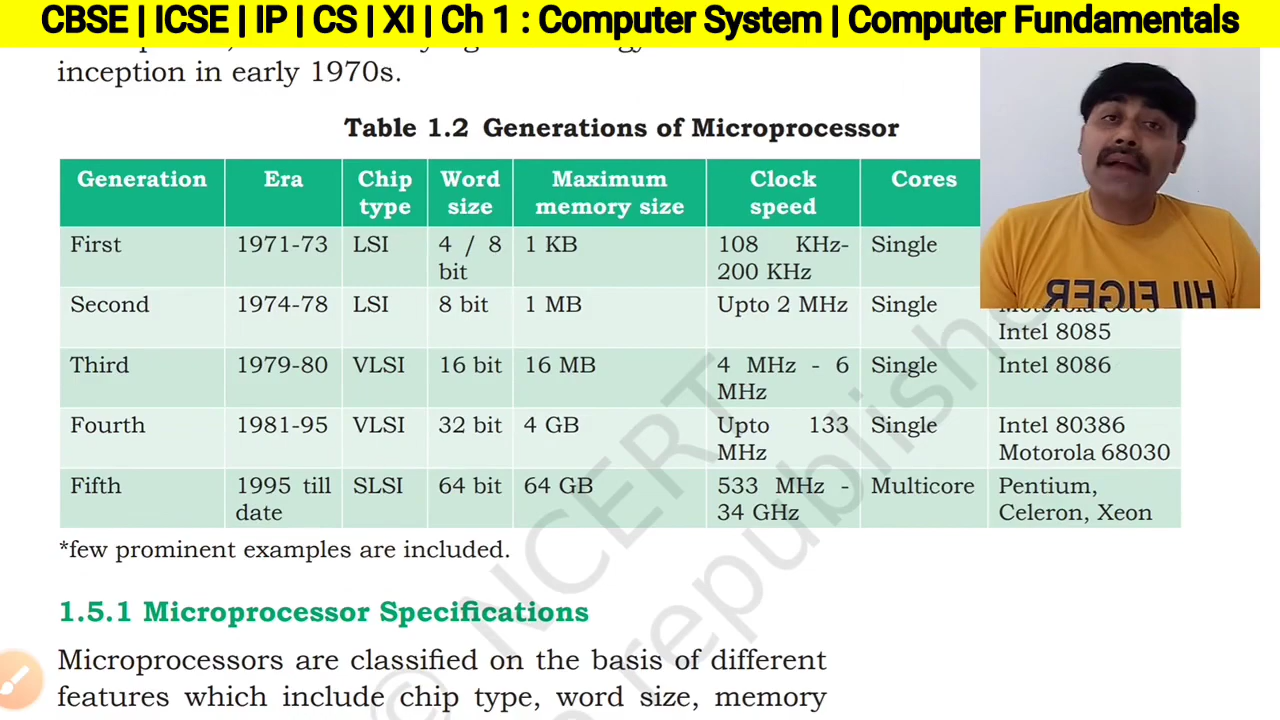 CBSE | ICSE | IP | CS | XI | Ch 1 : Computer System | Computer Fundamentals
inception in early 1970s.
Table 1.2 Generations of Microprocessor
Generation Era Chip type Word size Maximum memory size Clock speed Cores
First 1971-73 LSI 4 / 8 bit 1 KB 108 KHz- 200 KHz Single
Second 1974-78 LSI 8 bit 1 MB Upto 2 MHz Single Intel 8085
Third 1979-80 VLSI 16 bit 16 MB 4 MHz - 6 MHz Single Intel 8086
Fourth 1981-95 VLSI 32 bit 4 GB Upto 133 MHz Single Intel 80386 Motorola 68030
Fifth 1995 till date SLSI 64 bit 64 GB 533 MHz - 34 GHz Multicore Pentium, Celeron, Xeon
*few prominent examples are included.
1.5.1 Microprocessor Specifications
Microprocessors are classified on the basis of different
features which include chip type, word size, memory
HILFIGER
© NCERT
republishe